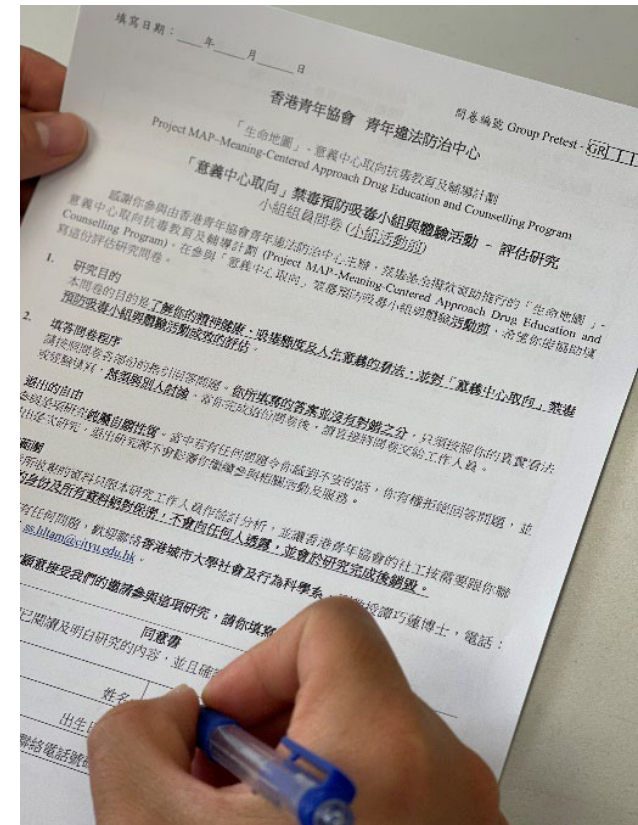 填寫日期：____年____月____日
問卷編號 Group Pretest - GR
香港青年協會 青年違法防治中心
「生命地圖」- 意義中心取向抗毒教育及輔導計劃
Project MAP–Meaning-Centered Approach Drug Education and Counselling Program
「意義中心取向」禁毒預防吸毒小組與體驗活動 - 評估研究
小組組員問卷 (小組活動前)
感謝你參與由香港青年協會青年違法防治中心主辦，禁毒基金撥款資助推行的「生命地圖」-
意義中心取向抗毒教育及輔導計劃 (Project MAP–Meaning-Centered Approach Drug Education and
Counselling Program)。在參與「意義中心取向」禁毒預防吸毒小組與體驗活動前，希望你能協助填
寫這份評估研究問卷。
1. 研究目的
本問卷的目的是了解你的精神健康、吸毒態度及人生意義的看法，並對「意義中心取向」禁毒
預防吸毒小組與體驗活動成效的評估。
2. 填答問卷程序
請按照問卷各部份的指引回答問題。你所填寫的答案並沒有對錯之分，只須按照你的真實看法
或經驗填寫，無須與別人討論。當你完成這份問卷後，請直接將問卷交給工作人員。
退出的自由
參與是項研究純屬自願性質。當中若有任何問題令你感到不安的話，你有權拒絕回答問題，並
退出是次研究。退出研究將不會影響你繼續參與相關活動及服務。
範圍
所收集的資料只限本研究工作人員作統計分析，並讓香港青年協會的社工按需要跟你聯
的身份及所有資料絕對保密，不會向任何人透露，並會於研究完成後銷毀。
有任何問題，歡迎聯絡香港城市大學社會及行為科學系 教授譚巧蓮博士，電話：
ss.hltam@cityu.edu.hk。
願意接受我們的邀請參與這項研究，請你填寫
同意書
已閱讀及明白研究的內容，並且確
姓名
出生日
聯絡電話號